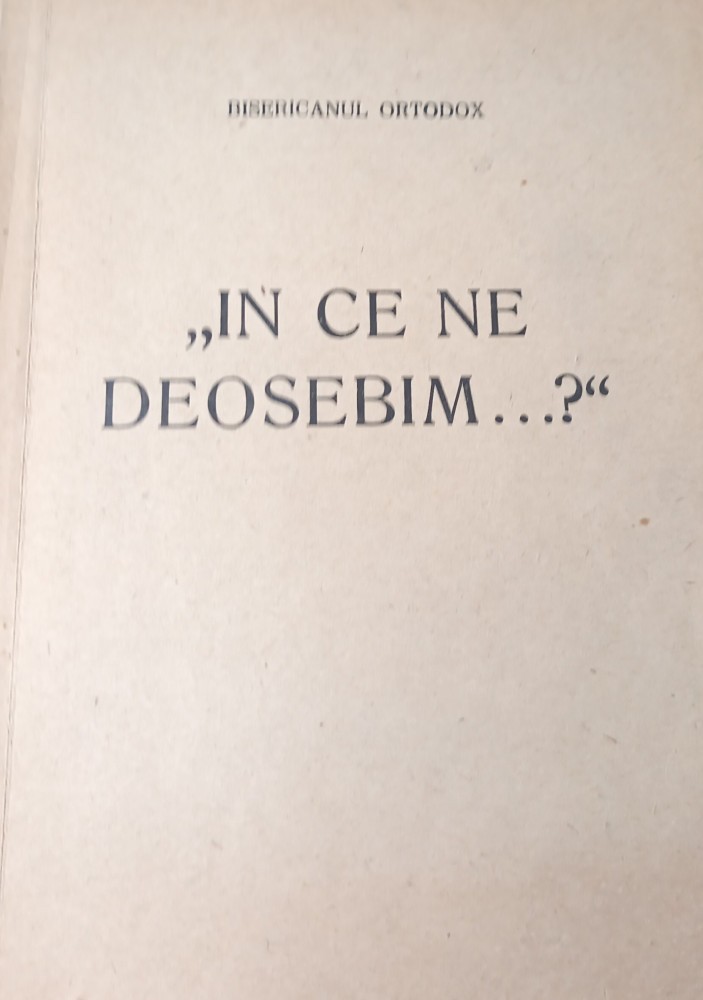 BISERICANUL ORTODOX
„IN CE NE
DEOSEBIM...?“